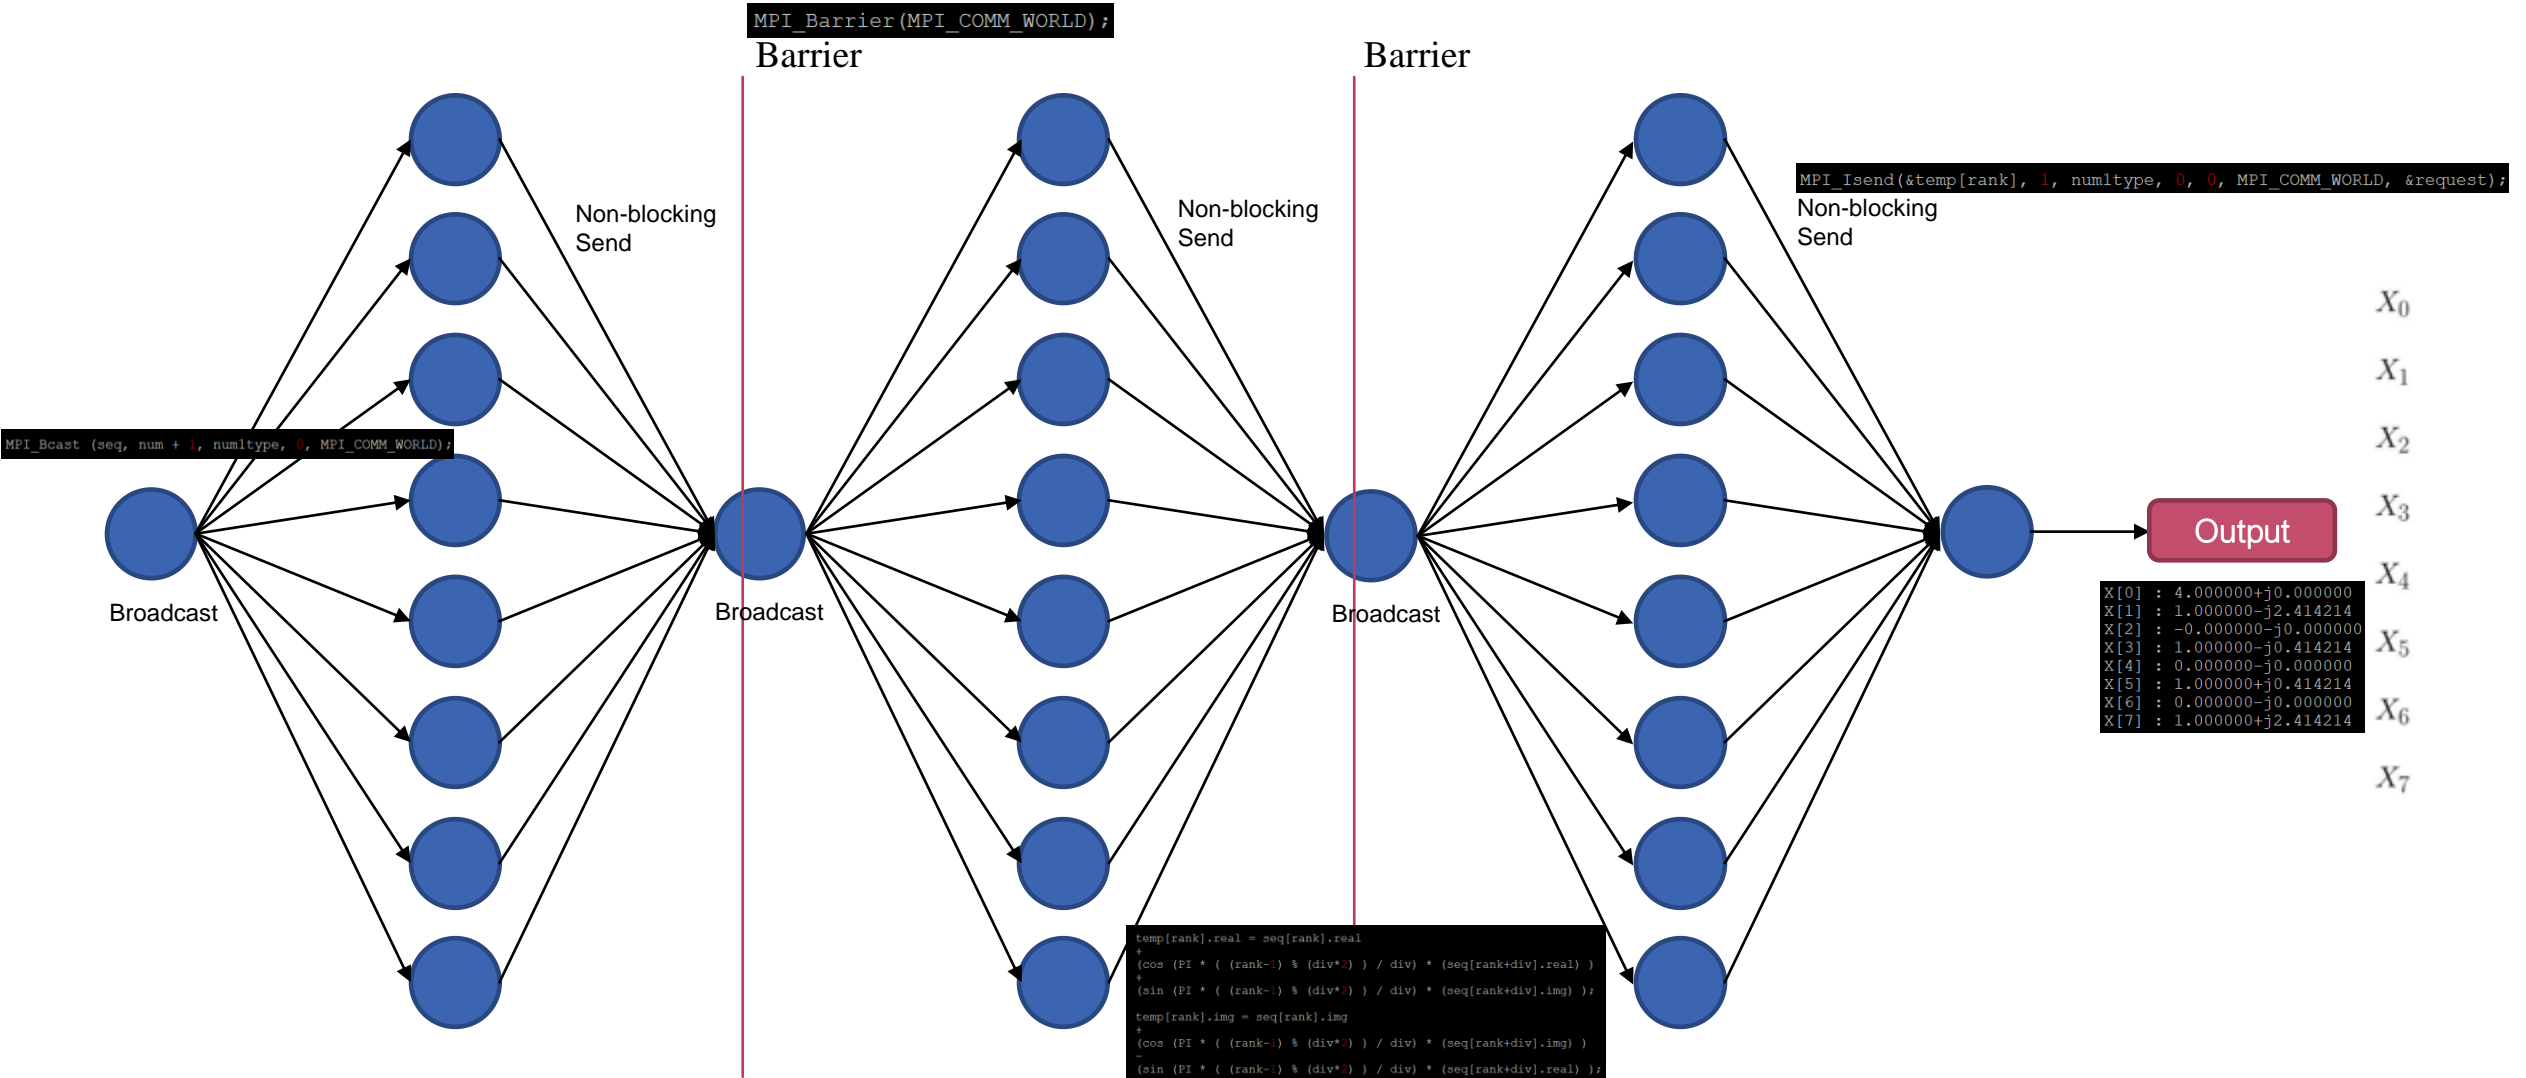 MPI_Barrier(MPI_COMM_WORLD);
Barrier
Barrier
MPI_Isend(&temp[rank], 1, num1type, 0, 0, MPI_COMM_WORLD, &request);
Non-blocking
Send
Non-blocking
Send
Non-blocking
Send
MPI_Bcast (seq, num + 1, num1type, 0, MPI_COMM_WORLD);
Broadcast
Broadcast
Broadcast
Output
X[0] : 4.000000+j0.000000
X[1] : 1.000000-j2.414214
X[2] : -0.000000-j0.000000
X[3] : 1.000000-j0.414214
X[4] : 0.000000-j0.000000
X[5] : 1.000000+j0.414214
X[6] : 0.000000-j0.000000
X[7] : 1.000000+j2.414214
X0
X1
X2
X3
X4
X5
X6
X7
temp[rank].real = seq[rank].real
+
(cos (PI * ( (rank-1) % (div*2) ) / div) * (seq[rank+div].real) )
+
(sin (PI * ( (rank-1) % (div*2) ) / div) * (seq[rank+div].img) );
temp[rank].img = seq[rank].img
+
(cos (PI * ( (rank-1) % (div*2) ) / div) * (seq[rank+div].img) )
-
(sin (PI * ( (rank-1) % (div*2) ) / div) * (seq[rank+div].real) );